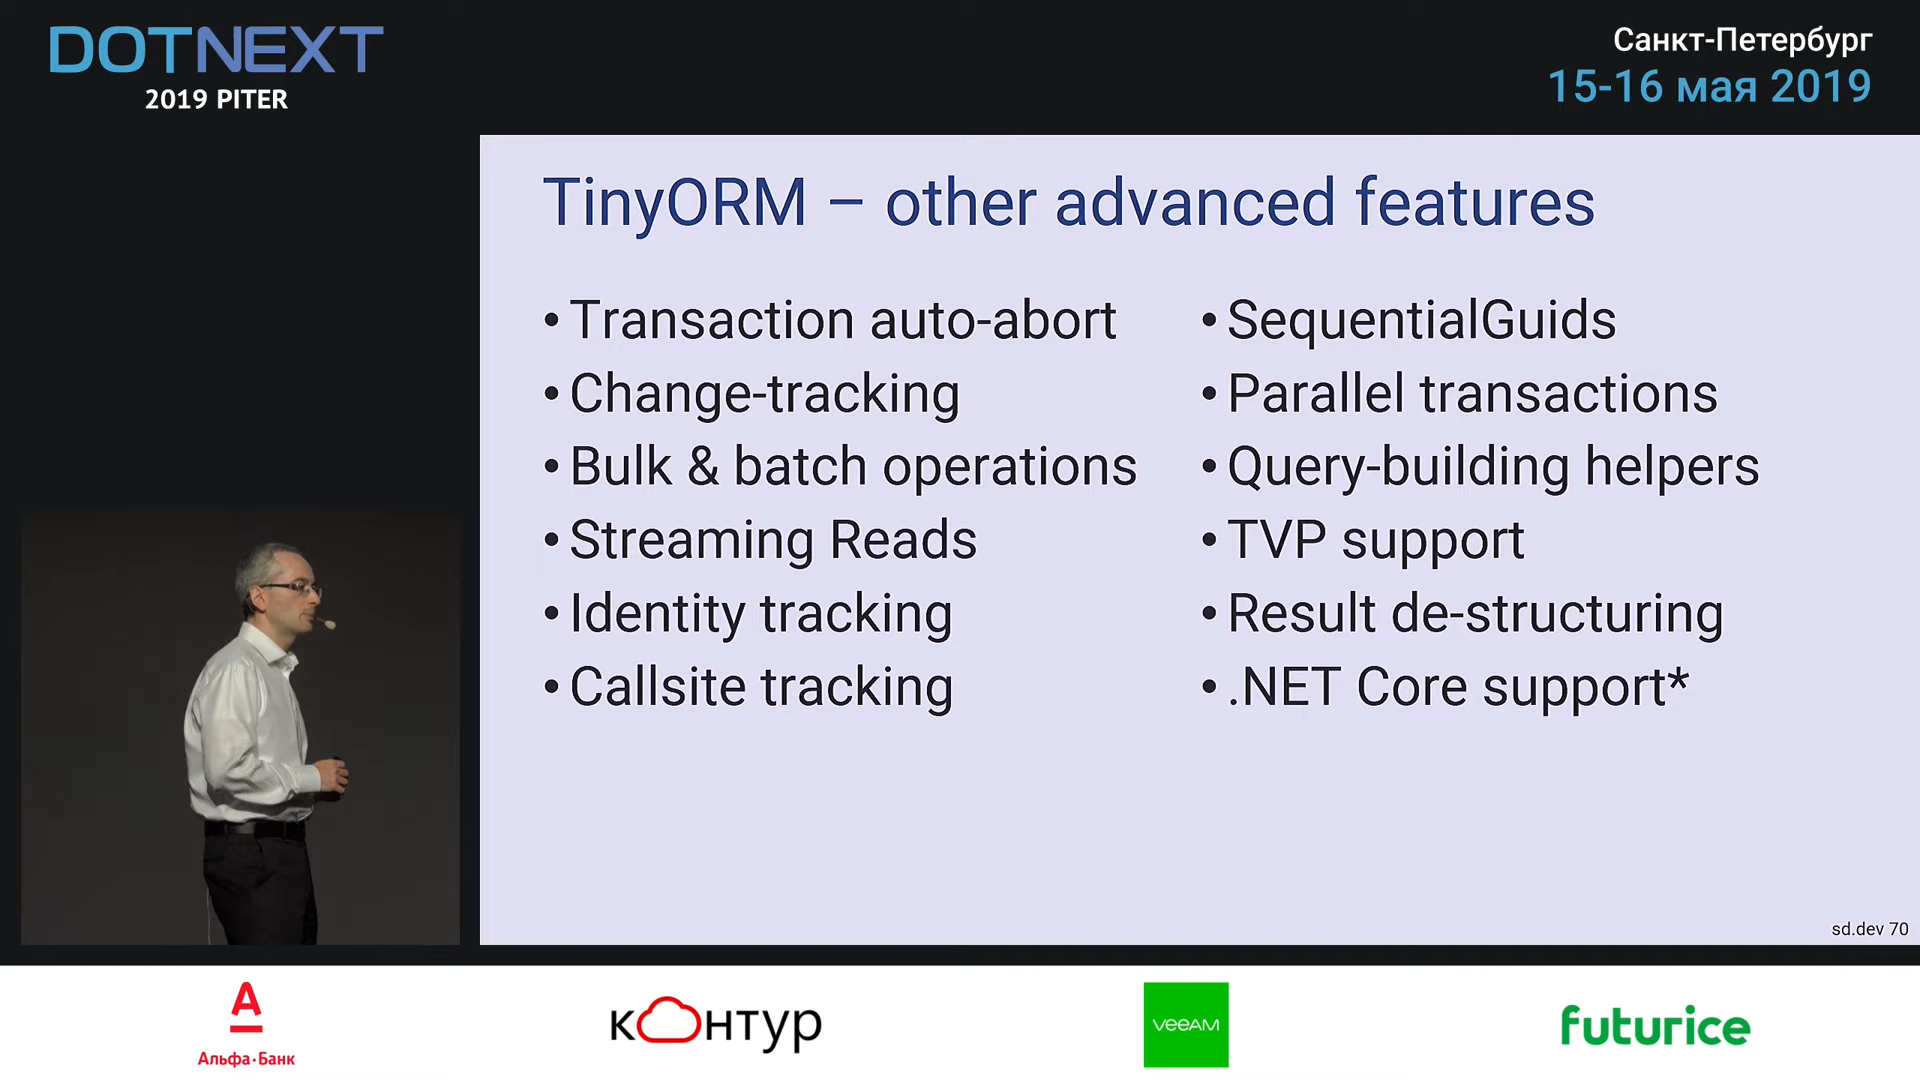 DOTNEXT
2019 PITER
Санкт-Петербург
15-16 мая 2019
TinyORM – other advanced features
• Transaction auto-abort
• Change-tracking
• Bulk & batch operations
• Streaming Reads
• Identity tracking
• Callsite tracking
• SequentialGuids
• Parallel transactions
• Query-building helpers
• TVP support
• Result de-structuring
• .NET Core support*
sd.dev 70
А
Альфа·Банк
контур
veeAM
futurice